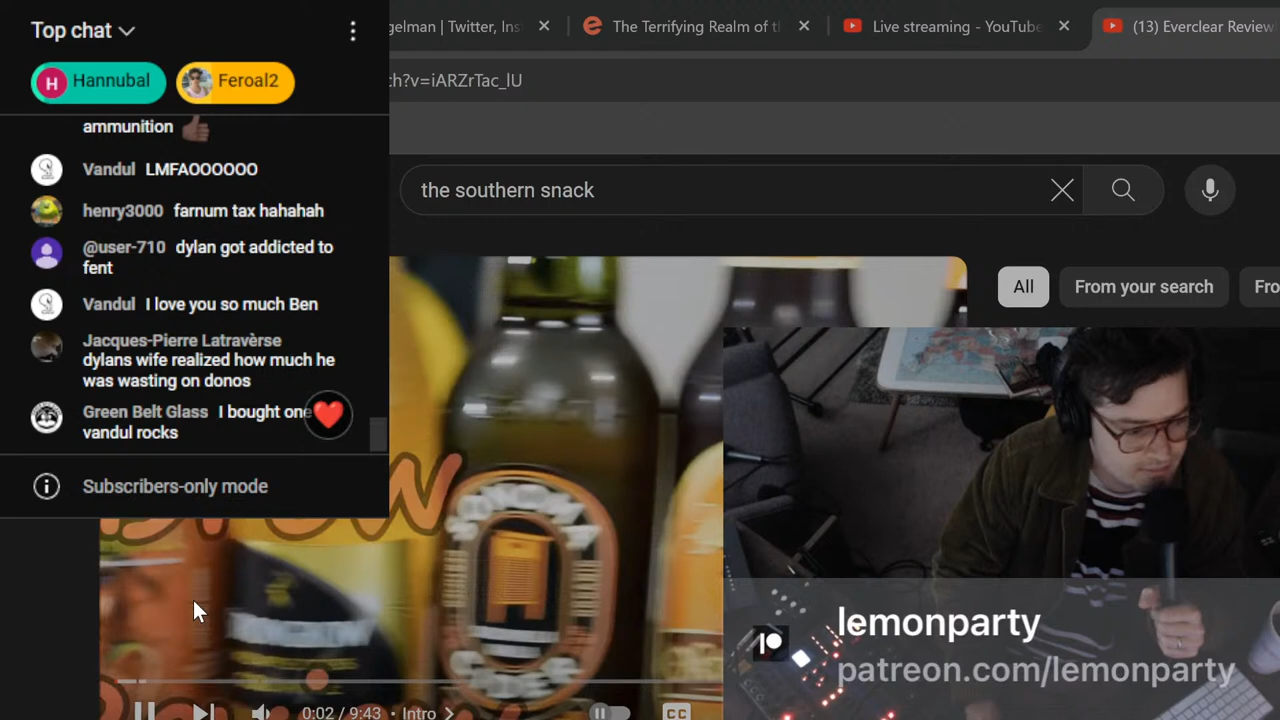 Top chat
gelman | Twitter, Ins
The Terrifying Realm of t
Live streaming - YouTube
(13) Everclear Review
H Hannubal
Feroal2
ch?v=iARZrTac_lU
ammunition
Vandul LMFAOOOOOO
the southern snack
henry3000 farnum tax hahahah
@user-710 dylan got addicted to
fent
All
From your search
Fro
Vandul I love you so much Ben
Jacques-Pierre Latravèrse
dylans wife realized how much he
was wasting on donos
Green Belt Glass I bought one
vandul rocks
Subscribers-only mode
lemonparty
patreon.com/lemonparty
0:02 / 9:43 • Intro
CC